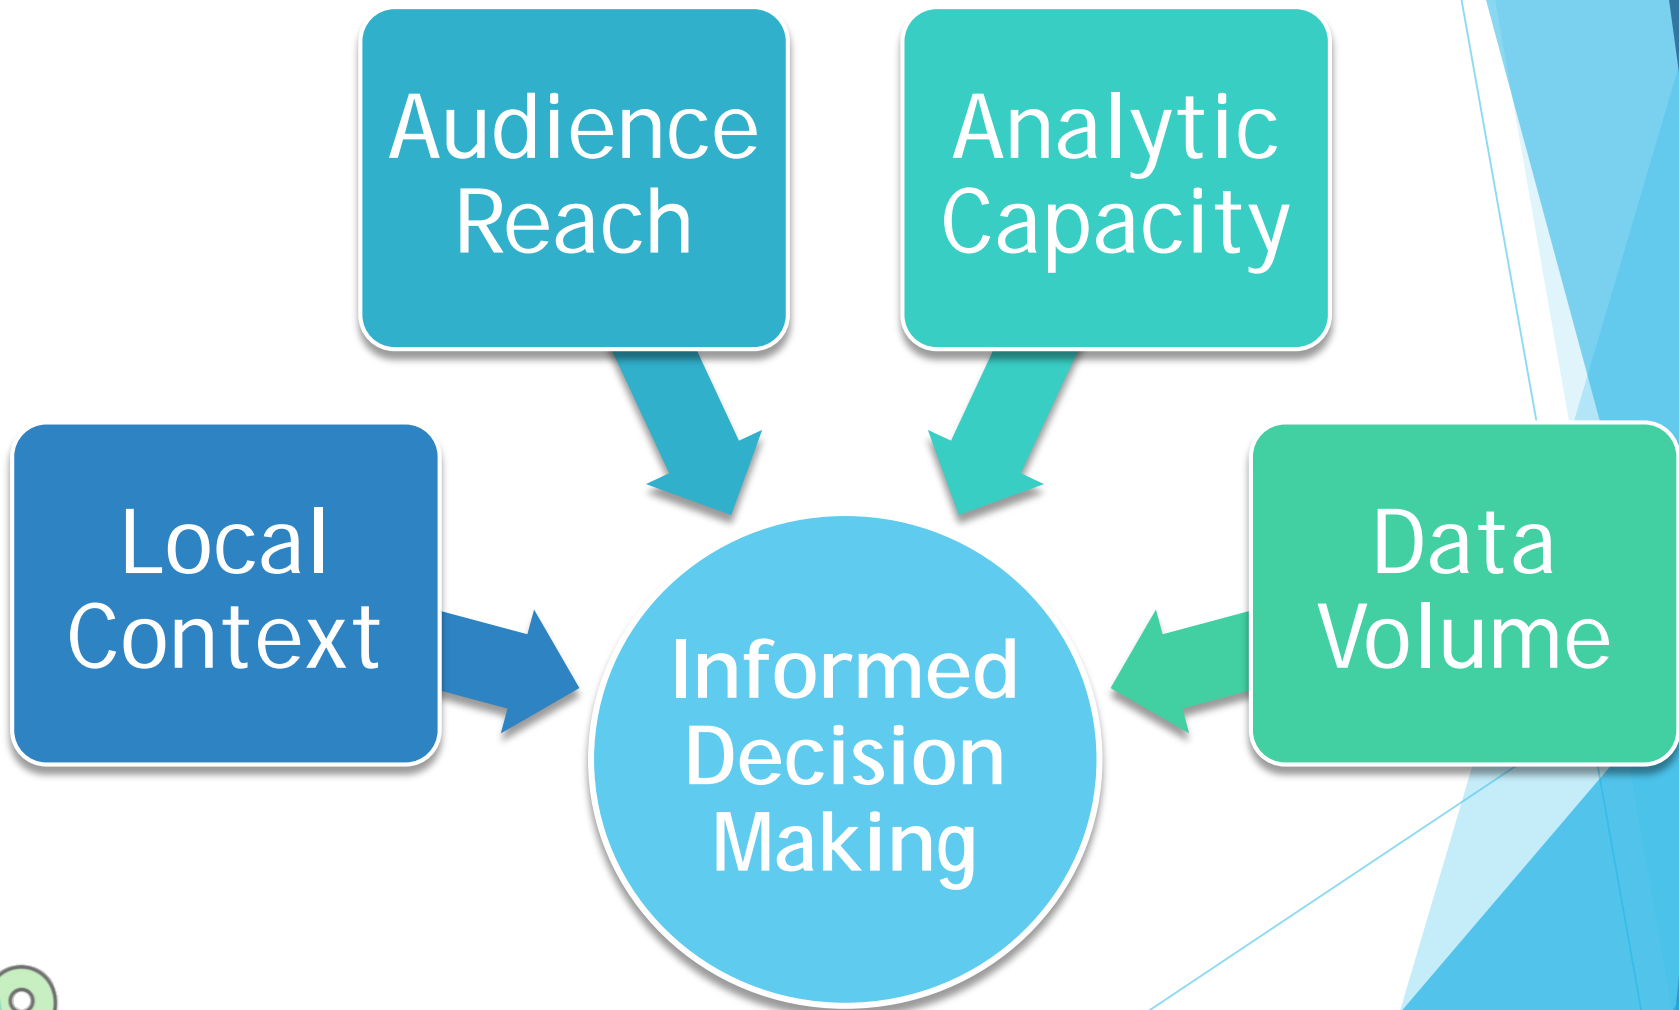 Audience
Reach
Analytic
Capacity
Local
Context
Data
Volume
Informed
Decision
Making